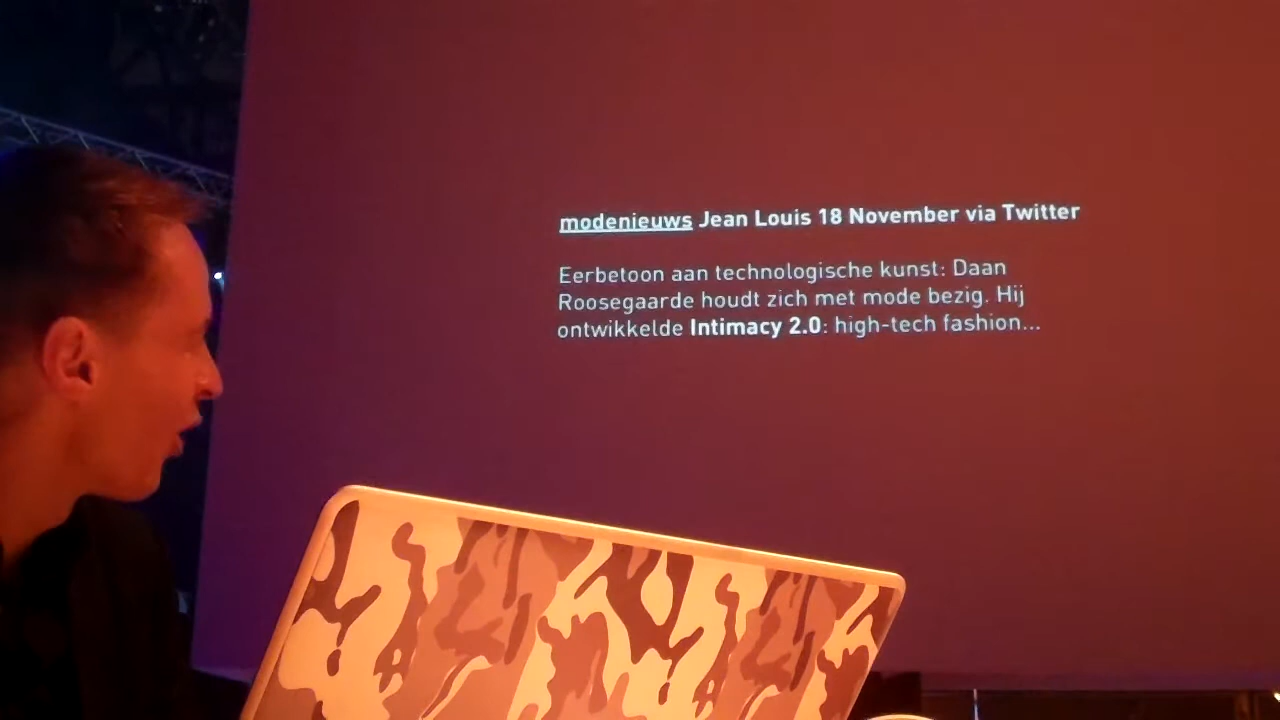 modenieuws Jean Louis 18 November via Twitter
Eerbetoon aan technologische kunst: Daan
Roosegaarde houdt zich met mode bezig. Hij
ontwikkelde Intimacy 2.0: high-tech fashion...